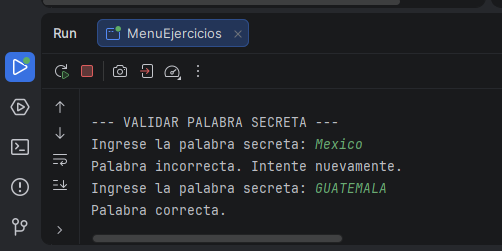 Run MenuEjercicios
--- VALIDAR PALABRA SECRETA ---
Ingrese la palabra secreta: Mexico
Palabra incorrecta. Intente nuevamente.
Ingrese la palabra secreta: GUATEMALA
Palabra correcta.